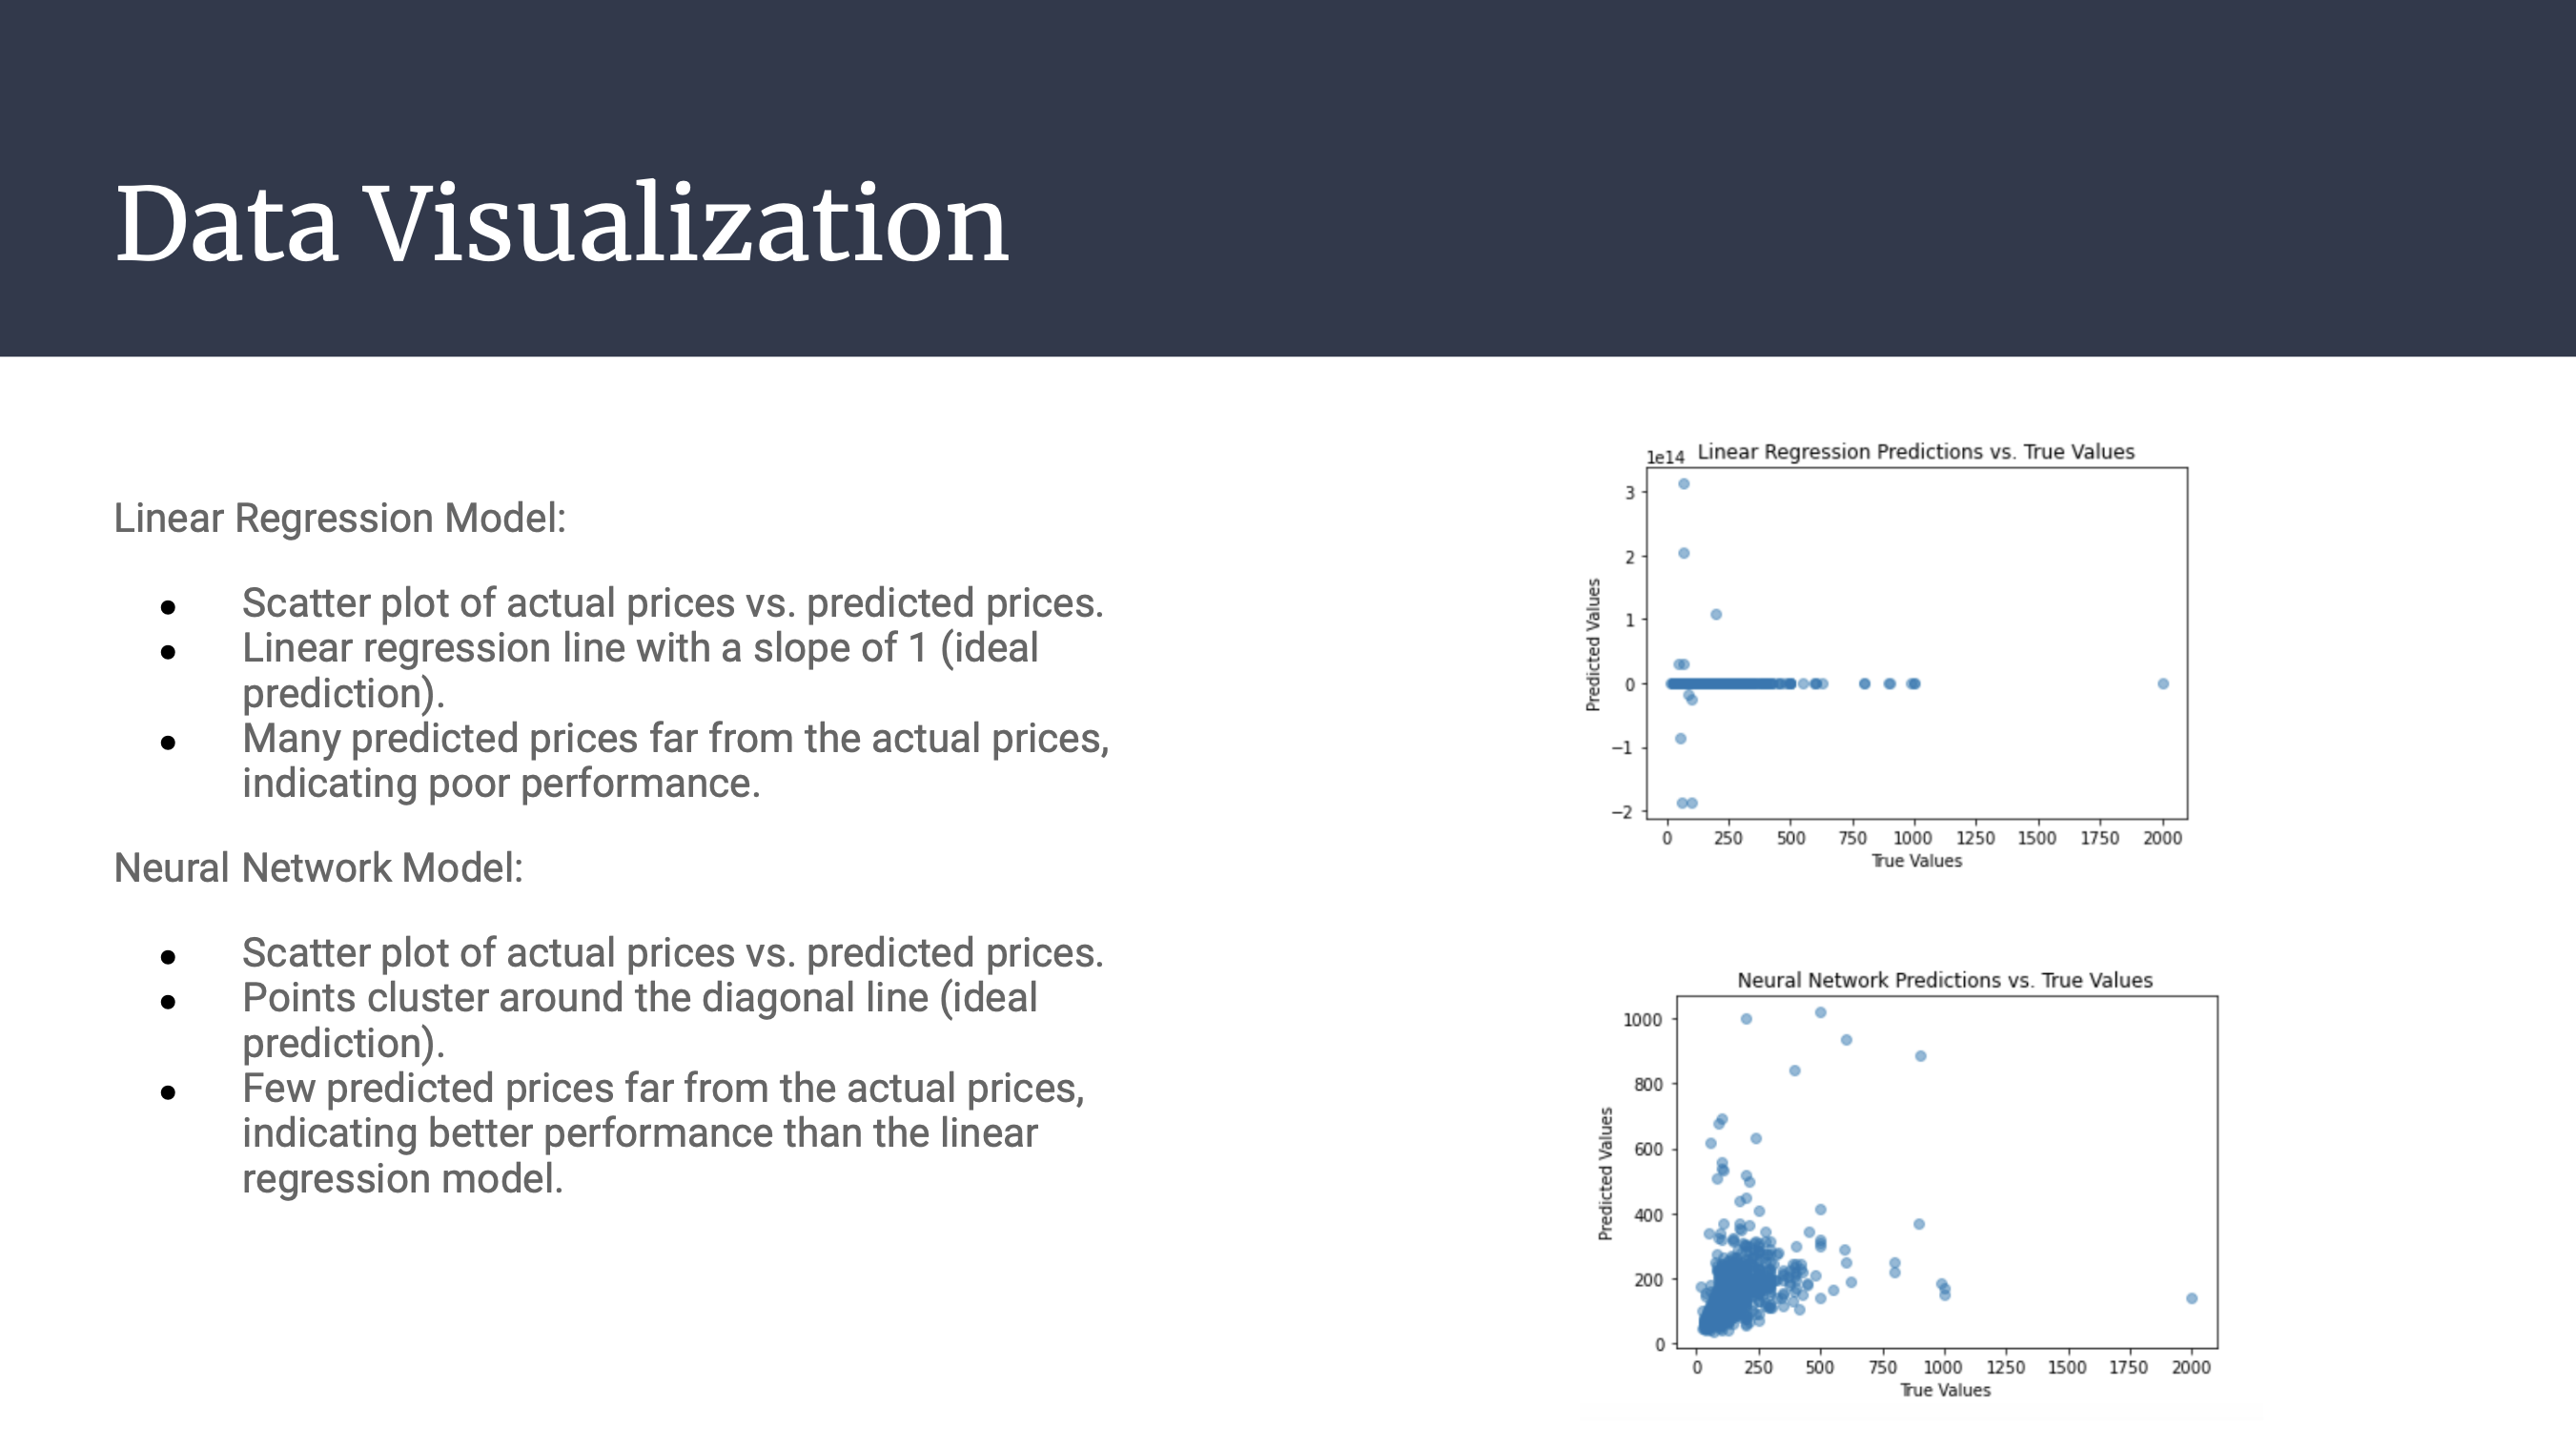 Data Visualization
Linear Regression Model:
● Scatter plot of actual prices vs. predicted prices.
● Linear regression line with a slope of 1 (ideal
prediction).
● Many predicted prices far from the actual prices,
indicating poor performance.
Neural Network Model:
● Scatter plot of actual prices vs. predicted prices.
● Points cluster around the diagonal line (ideal
prediction).
● Few predicted prices far from the actual prices,
indicating better performance than the linear
regression model.
1e14 Linear Regression Predictions vs. True Values
Predicted Values
3
2
1
0
−1
−2
0 250 500 750 1000 1250 1500 1750 2000
True Values
Neural Network Predictions vs. True Values
Predicted Values
1000
800
600
400
200
0
0 250 500 750 1000 1250 1500 1750 2000
True Values